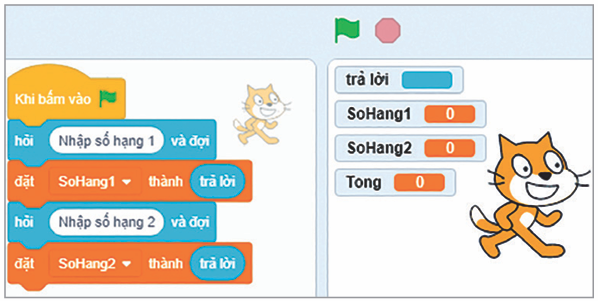 Khi bấm vào
hỏi Nhập số hạng 1 và đợi
đặt SoHang1 thành trả lời
hỏi Nhập số hạng 2 và đợi
đặt SoHang2 thành trả lời
trả lời
SoHang1 0
SoHang2 0
Tong 0